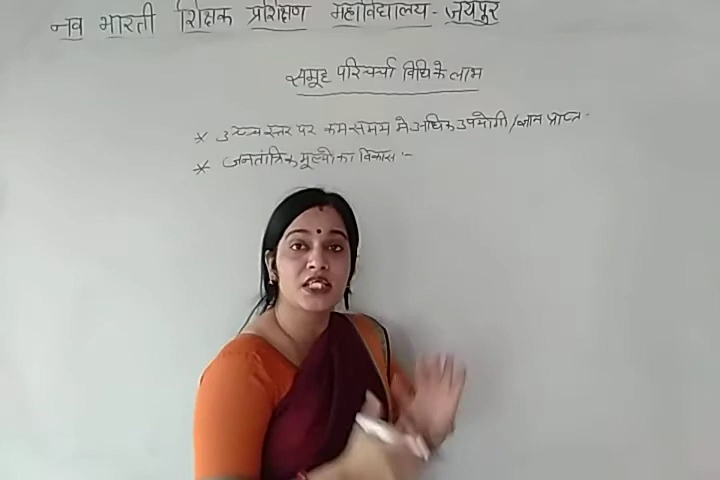 नव भारती शिक्षक प्रशिक्षण महाविद्यालय - जयपुर
समूह परिचर्चा विधि के लाभ
* उच्च स्तर पर कम समय मे अधिक उपयोगी / ज्ञान प्राप्त -
* जनतांत्रिक मूल्यो का विकास :-